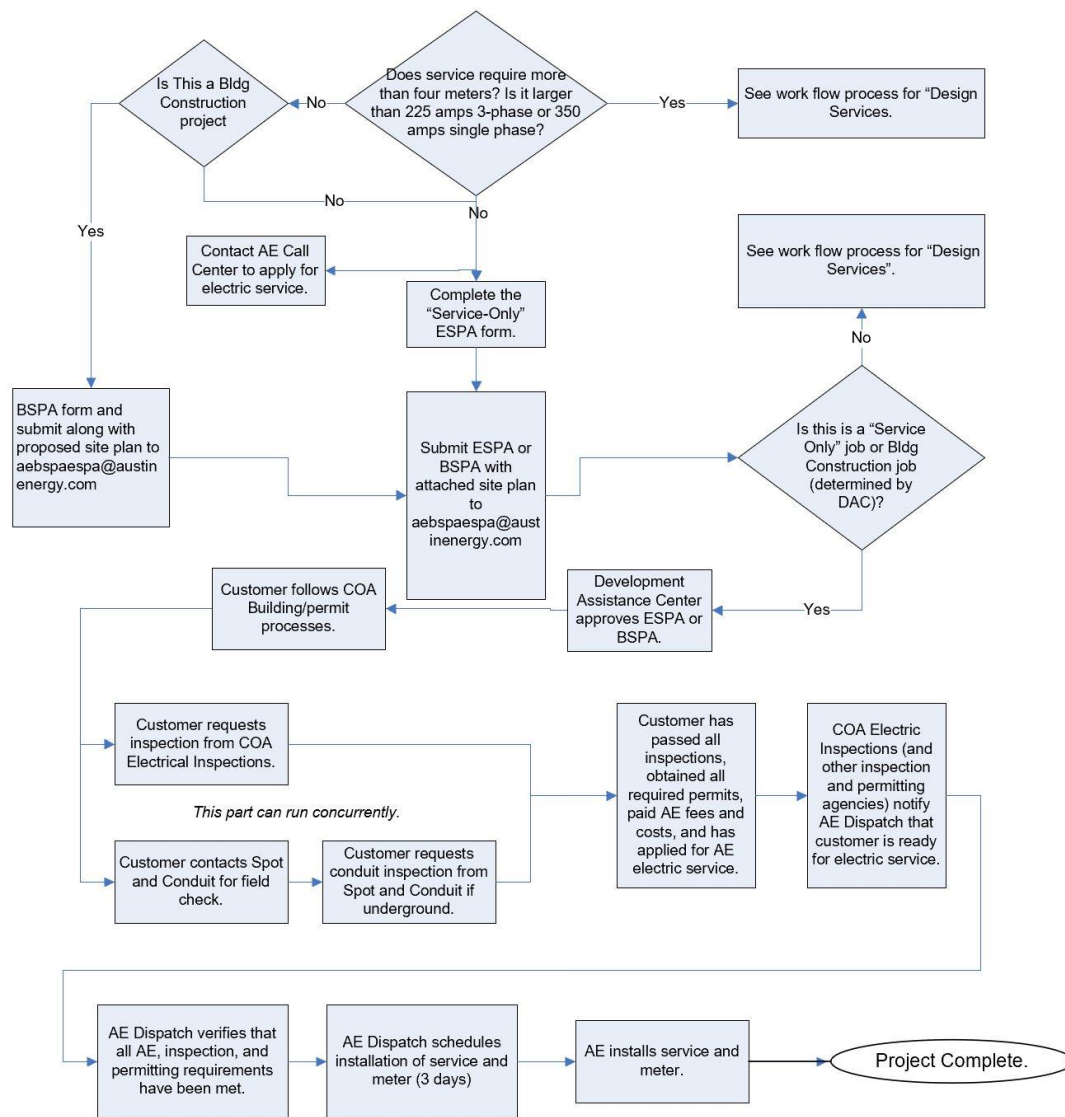 Does service require more
than four meters? Is it larger
than 225 amps 3-phase or 350
amps single phase?
Is This a Bldg
Construction
project
No
Yes
See work flow process for “Design
Services.
No
No
Yes
Contact AE Call
Center to apply for
electric service.
See work flow process for “Design
Services”.
Complete the
“Service-Only”
ESPA form.
No
BSPA form and
submit along with
proposed site plan to
aebspaespa@austin
energy.com
Submit ESPA or
BSPA with
attached site plan
to
aebspaespa@aust
inenergy.com
Is this is a “Service
Only” job or Bldg
Construction job
(determined by
DAC)?
Yes
Development
Assistance Center
approves ESPA or
BSPA.
Customer follows COA
Building/permit
processes.
Customer requests
inspection from COA
Electrical Inspections.
This part can run concurrently.
Customer contacts Spot
and Conduit for field
check.
Customer requests
conduit inspection from
Spot and Conduit if
underground.
Customer has
passed all
inspections,
obtained all
required permits,
paid AE fees and
costs, and has
applied for AE
electric service.
COA Electric
Inspections (and
other inspection
and permitting
agencies) notify
AE Dispatch that
customer is ready
for electric service.
AE Dispatch verifies that
all AE, inspection, and
permitting requirements
have been met.
AE Dispatch schedules
installation of service and
meter (3 days)
AE installs service and
meter.
Project Complete.